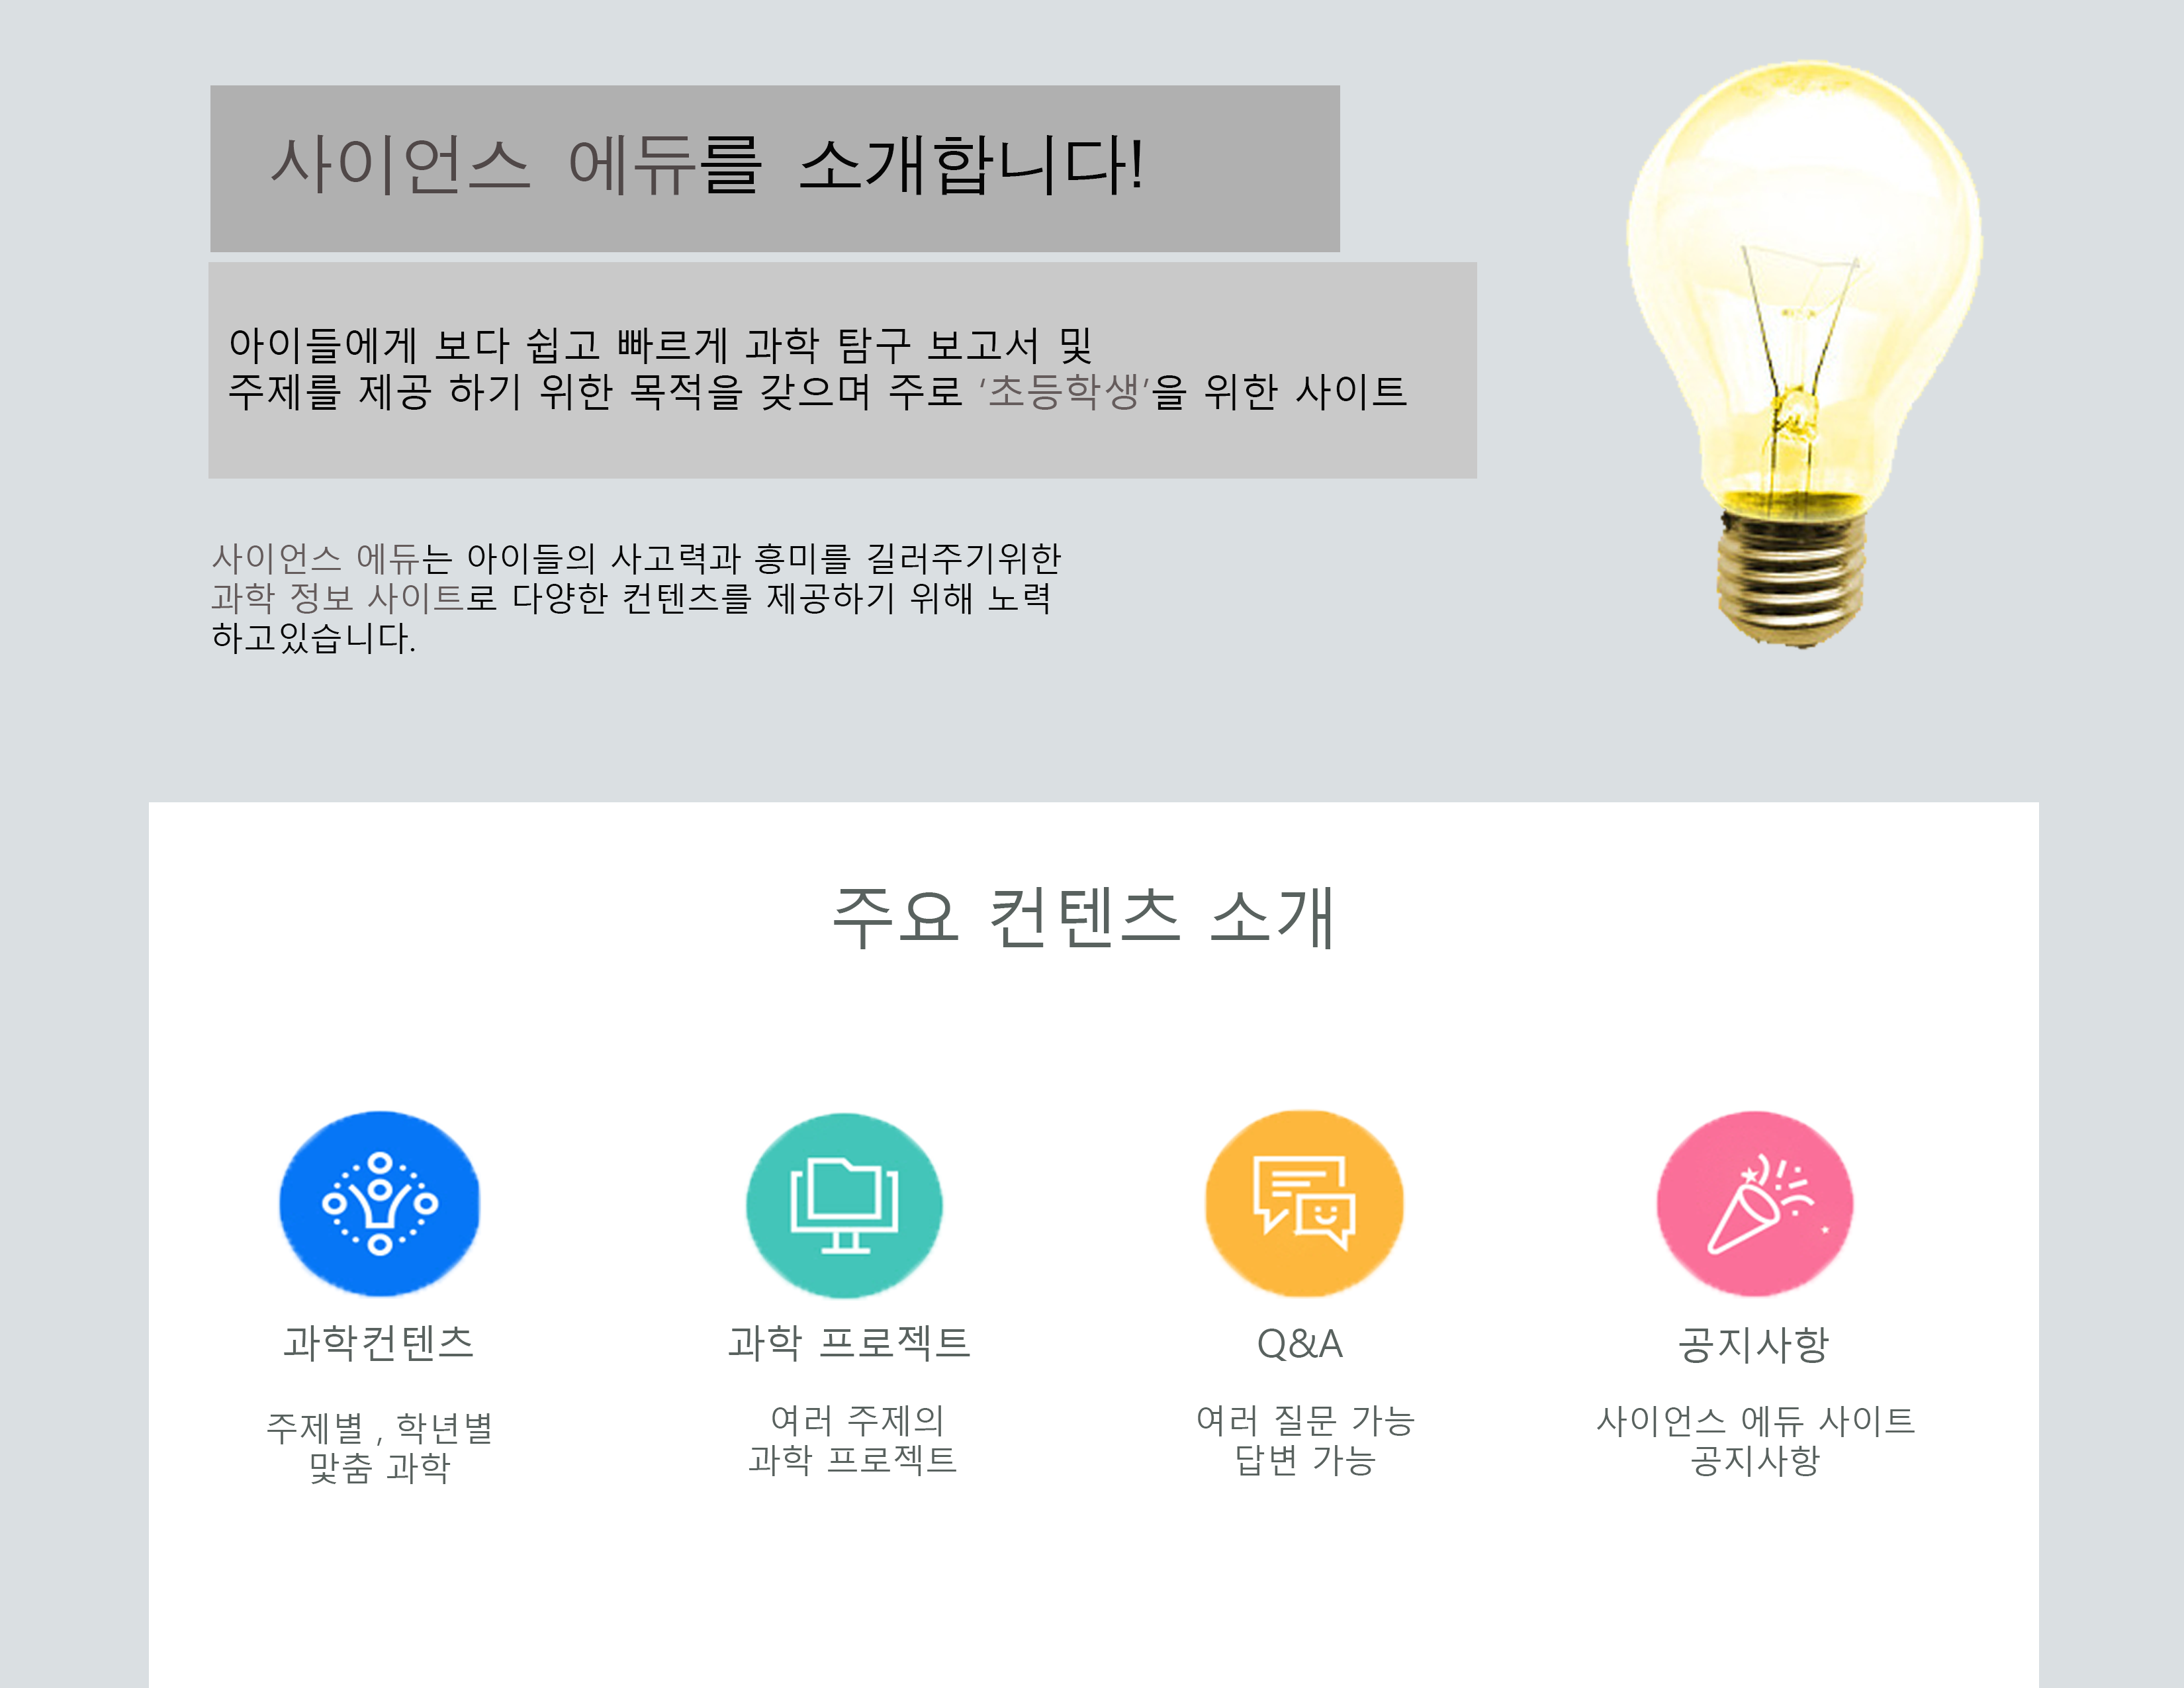 사이언스 에듀를 소개합니다!
아이들에게 보다 쉽고 빠르게 과학 탐구 보고서 및
주제를 제공 하기 위한 목적을 갖으며 주로 ‘초등학생’을 위한 사이트
사이언스 에듀는 아이들의 사고력과 흥미를 길러주기위한
과학 정보 사이트로 다양한 컨텐츠를 제공하기 위해 노력
하고있습니다.
주요 컨텐츠 소개
과학컨텐츠
주제별 , 학년별
맟춤 과학
과학 프로젝트
여러 주제의
과학 프로젝트
Q&A
여러 질문 가능
답변 가능
공지사항
사이언스 에듀 사이트
공지사항